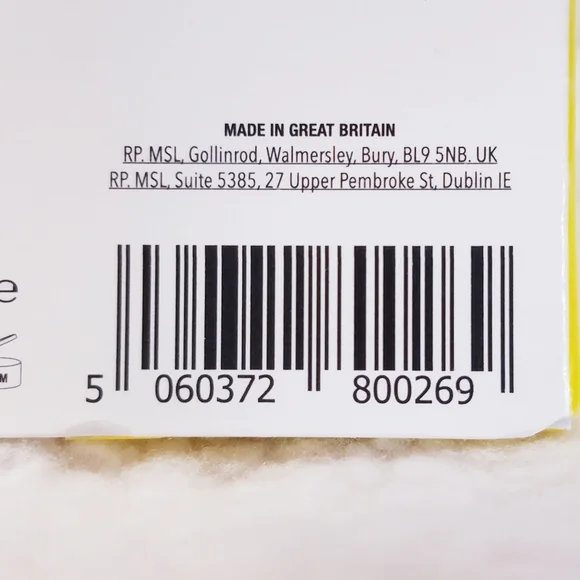 MADE IN GREAT BRITAIN
RP. MSL, Gollinrod, Walmersley, Bury, BL9 5NB. UK
RP. MSL, Suite 5385, 27 Upper Pembroke St, Dublin IE
e
M
5 060372 800269